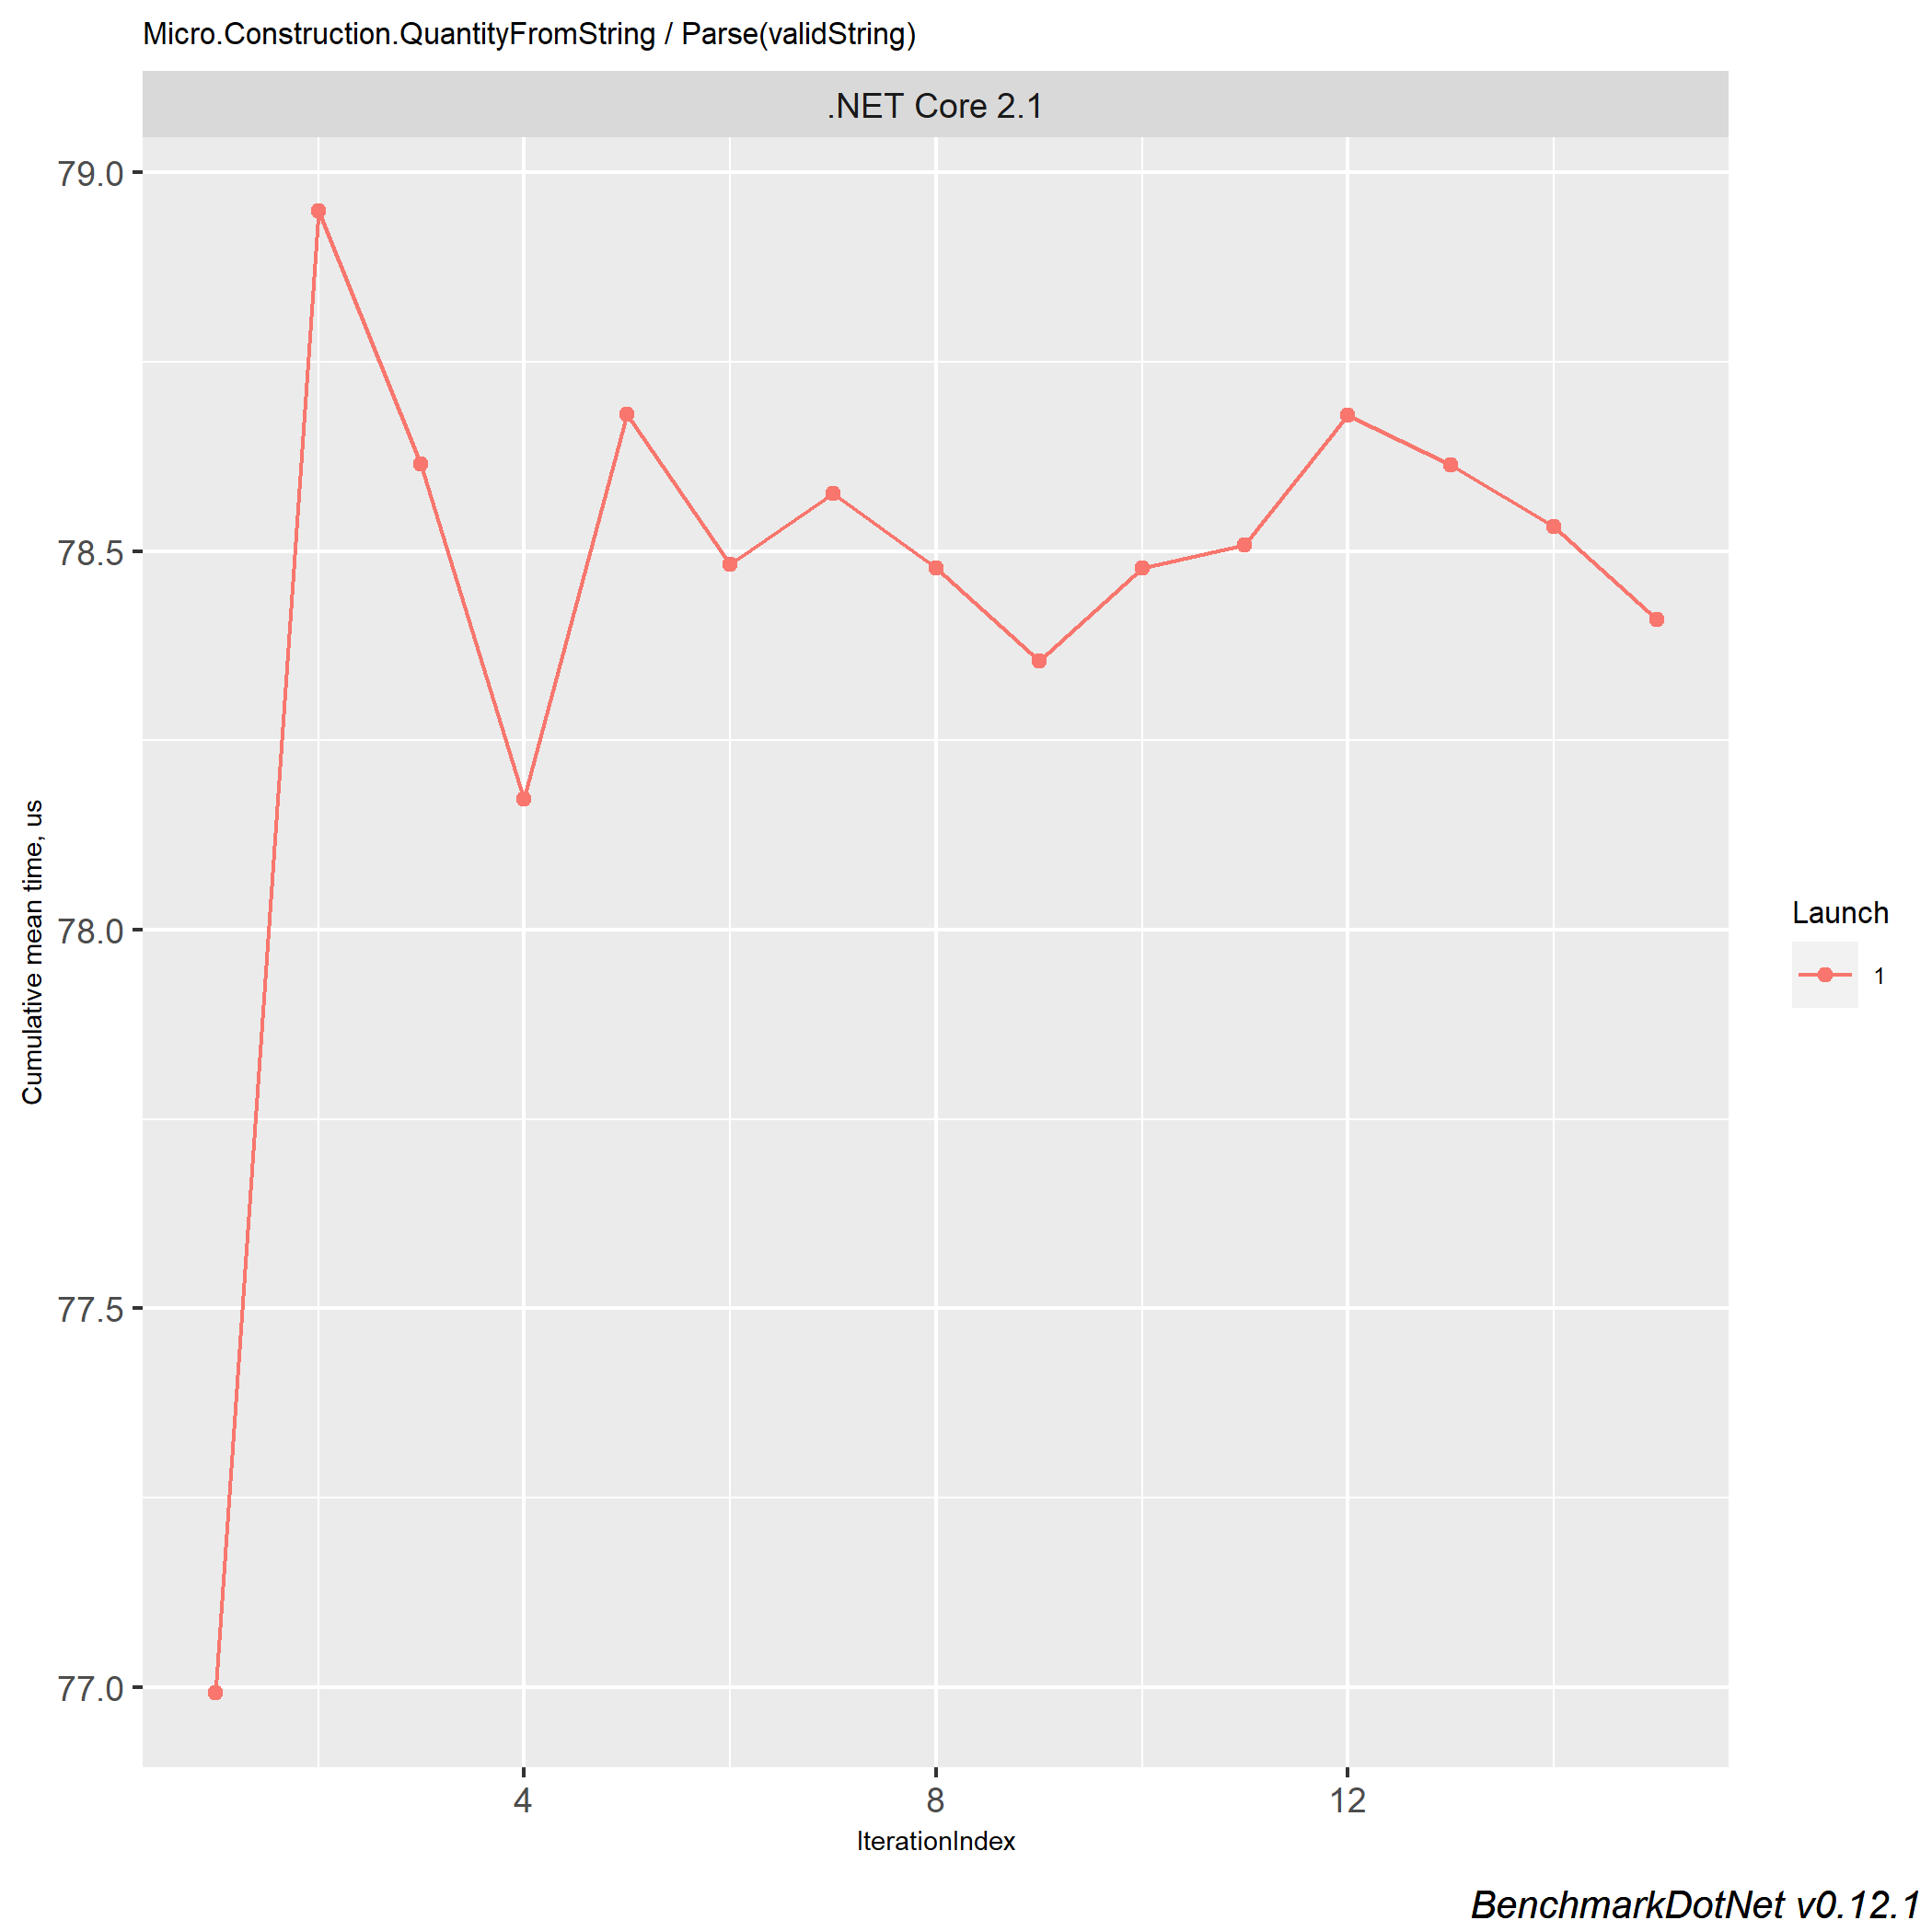 Micro.Construction.QuantityFromString / Parse(validString)
.NET Core 2.1
79.0
78.5
78.0
77.5
77.0
Cumulative mean time, us
4
8
12
IterationIndex
Launch
1
BenchmarkDotNet v0.12.1